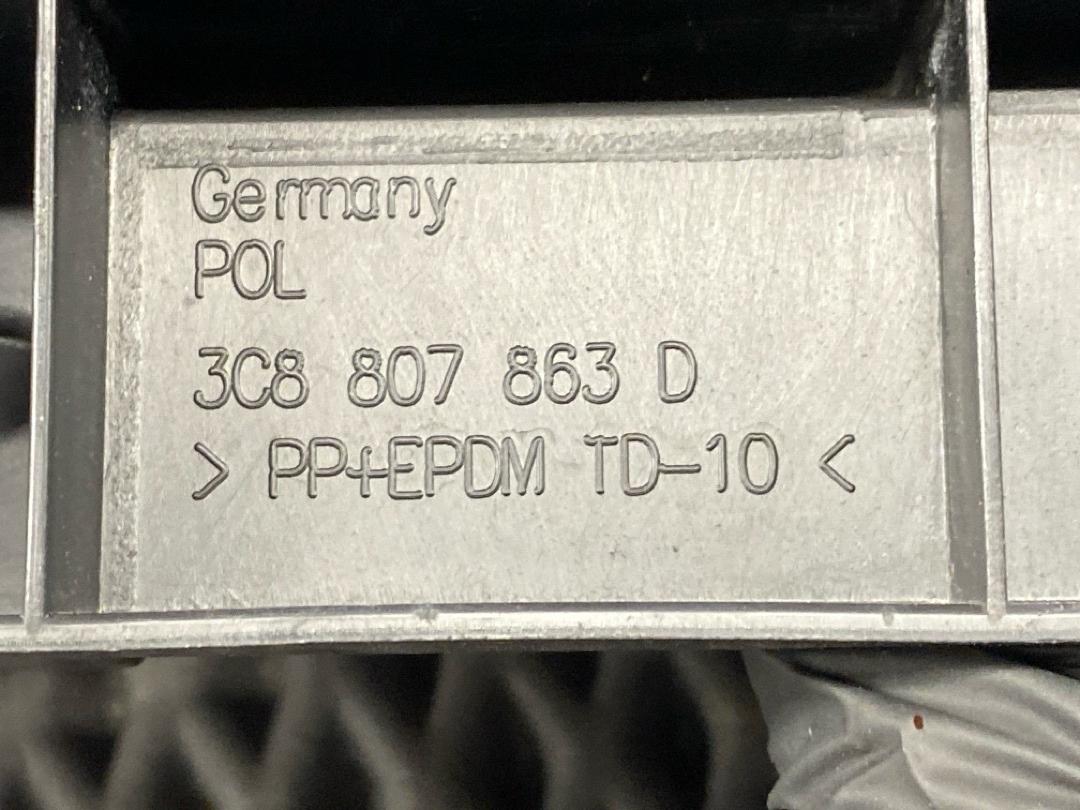 Germany
POL
3C8 807 863 D
> PP+EPDM TD-10 <